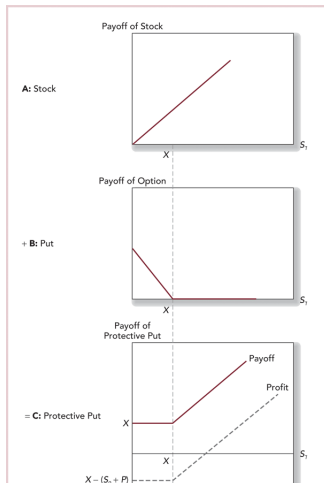 Payoff of Stock
A: Stock
S_T
X
Payoff of Option
+ B: Put
S_T
X
Payoff of
Protective Put
Payoff
Profit
= C: Protective Put
X
S_T
X
X – (S₀ + P)